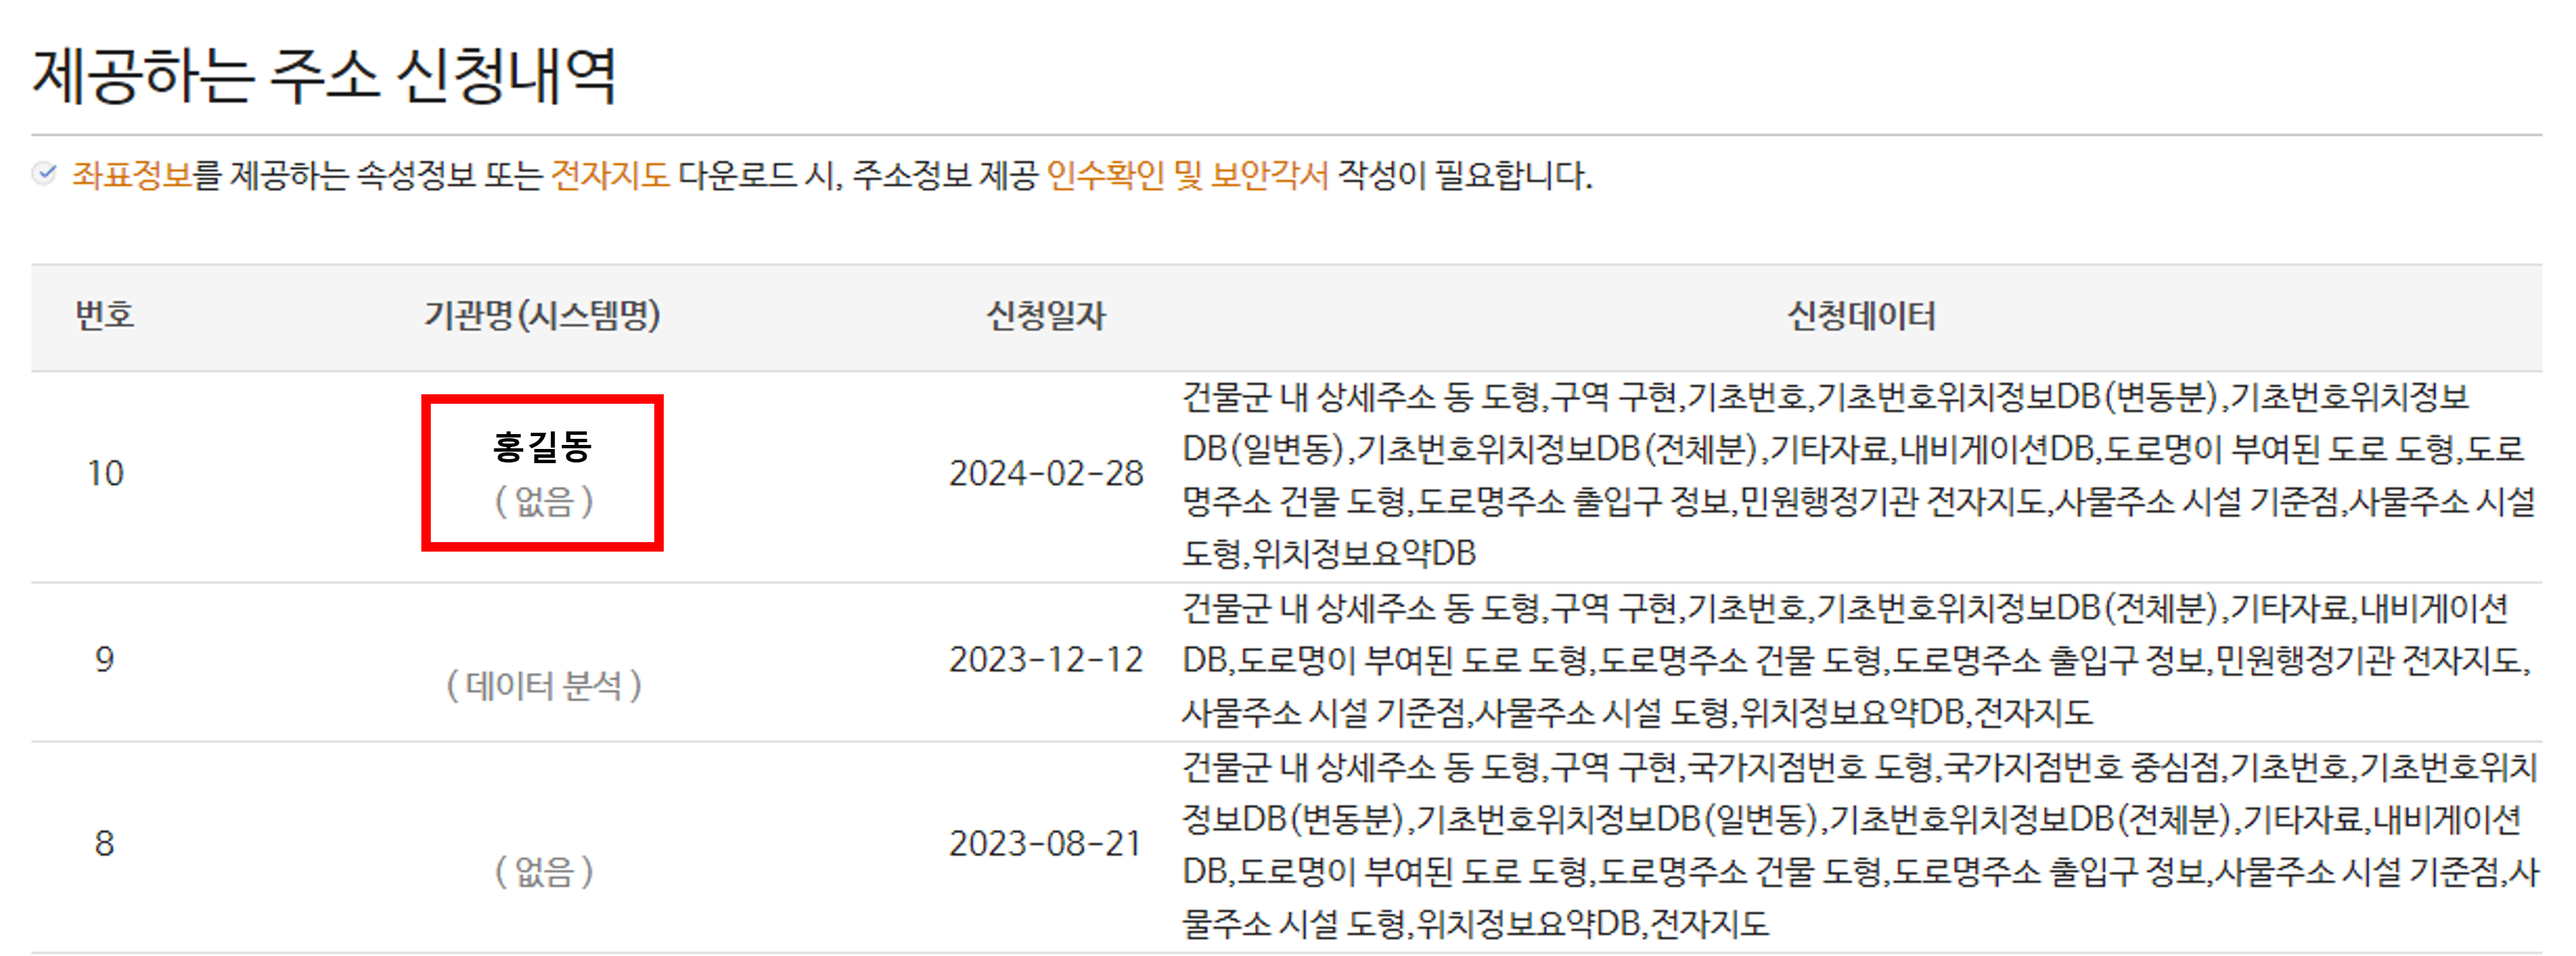 제공하는 주소 신청내역
좌표정보를 제공하는 속성정보 또는 전자지도 다운로드 시, 주소정보 제공 인수확인 및 보안각서 작성이 필요합니다.
번호 기관명(시스템명) 신청일자 신청데이터
10
홍길동
( 없음 )
2024-02-28
건물군 내 상세주소 동 도형,구역 구현,기초번호,기초번호위치정보DB(변동분),기초번호위치정보
DB(일변동),기초번호위치정보DB(전체분),기타자료,내비게이션DB,도로명이 부여된 도로 도형,도로
명주소 건물 도형,도로명주소 출입구 정보,민원행정기관 전자지도,사물주소 시설 기준점,사물주소 시설
도형,위치정보요약DB
9
( 데이터 분석 )
2023-12-12
건물군 내 상세주소 동 도형,구역 구현,기초번호,기초번호위치정보DB(전체분),기타자료,내비게이션
DB,도로명이 부여된 도로 도형,도로명주소 건물 도형,도로명주소 출입구 정보,민원행정기관 전자지도,
사물주소 시설 기준점,사물주소 시설 도형,위치정보요약DB,전자지도
8
( 없음 )
2023-08-21
건물군 내 상세주소 동 도형,구역 구현,국가지점번호 도형,국가지점번호 중심점,기초번호,기초번호위치
정보DB(변동분),기초번호위치정보DB(일변동),기초번호위치정보DB(전체분),기타자료,내비게이션
DB,도로명이 부여된 도로 도형,도로명주소 건물 도형,도로명주소 출입구 정보,사물주소 시설 기준점,사
물주소 시설 도형,위치정보요약DB,전자지도